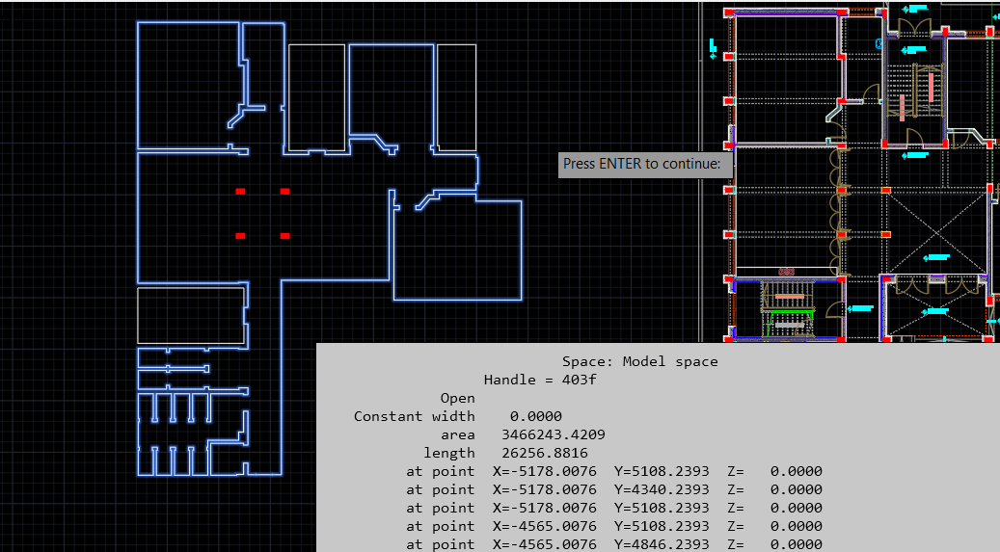 Press ENTER to continue:
Space: Model space
Handle = 403f
Open
Constant width    0.0000
area   3466243.4209
length   26256.8816
at point  X=-5178.0076  Y=5108.2393  Z=   0.0000
at point  X=-5178.0076  Y=4340.2393  Z=   0.0000
at point  X=-5178.0076  Y=5108.2393  Z=   0.0000
at point  X=-4565.0076  Y=5108.2393  Z=   0.0000
at point  X=-4565.0076  Y=4846.2393  Z=   0.0000